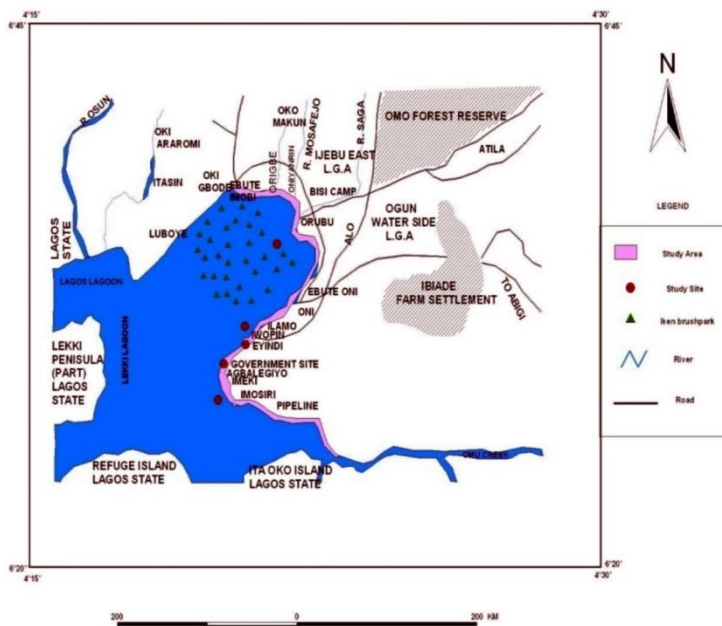 4°15'
4°30'
6°45'
6°45'
N
R. OSUN
OKI
ARAROMI
ITASIN
OKO
MAKUN
ORIGBE
ONIYANRIN
R. MOSAFEJO
R. SAGA
OMO FOREST RESERVE
ATILA
IJEBU EAST
L.G.A
OKI
GBODE
EBUTE
IMOBI
BISI CAMP
ORUBU
ALO
OGUN
WATER SIDE
L.G.A
LUBOYE
LAGOS
STATE
LAGOS LAGOON
EBUTE ONI
ONI
IBIADE
FARM SETTLEMENT
TO ABIGI
ILAMO
IWOPIN
EYINDI
LEKKI
PENISULA
(PART) LAGOS
STATE
LEKKI LAGOON
GOVERNMENT SITE
AGBALEGIYO
IMEKI
IMOSIRI
PIPELINE
REFUGE ISLAND
LAGOS STATE
ITA OKO ISLAND
LAGOS STATE
OMU CREEK
LEGEND
Study Area
Study Site
Iken brushpark
River
Road
6°20'
6°20'
4°15'
4°30'
200
0
200 KM